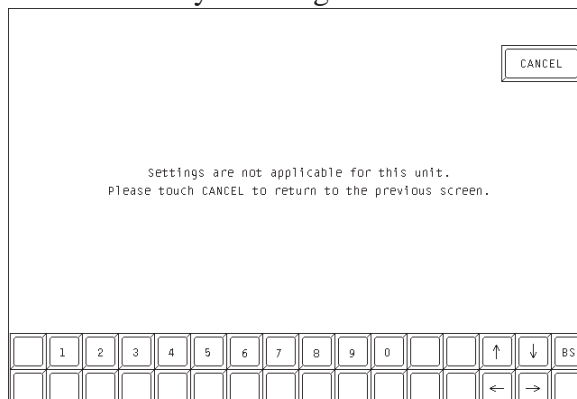 CANCEL
Settings are not applicable for this unit.
Please touch CANCEL to return to the previous screen.
1 2 3 4 5 6 7 8 9 0 ↑ ↓ BS
← →